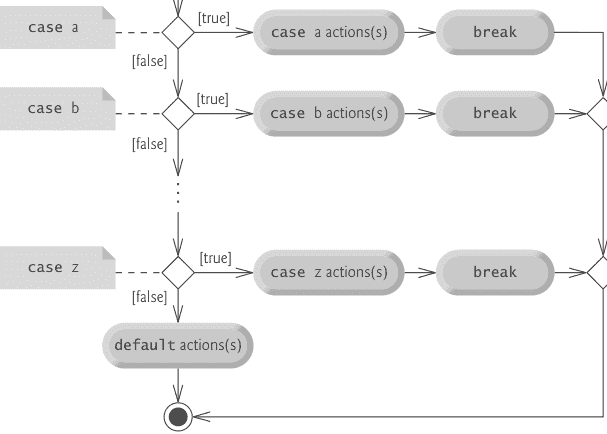 case a
[true]
case a actions(s)
break
[false]
case b
[true]
case b actions(s)
break
[false]
case z
[true]
case z actions(s)
break
[false]
default actions(s)